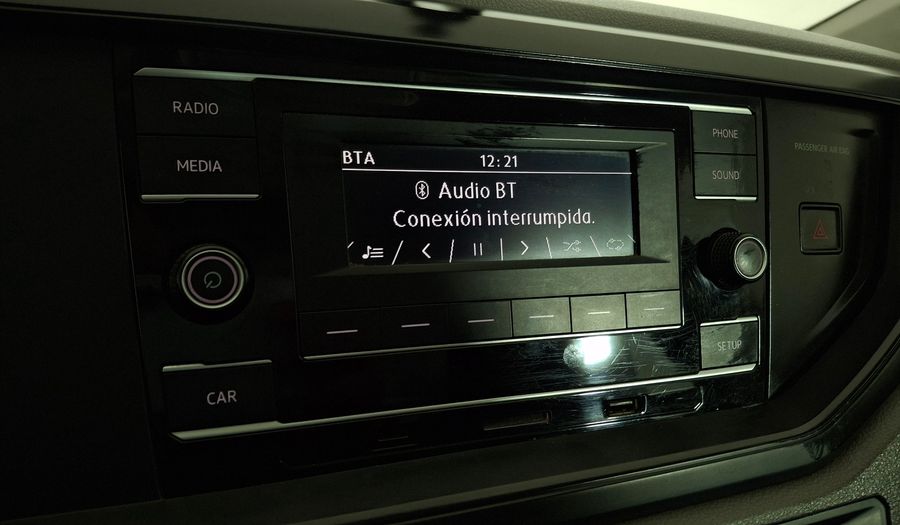 RADIO
MEDIA
BTA 12:21
Audio BT
Conexión interrumpida.
PHONE
SOUND
PASSENGER AIR BAG
CAR
SETUP